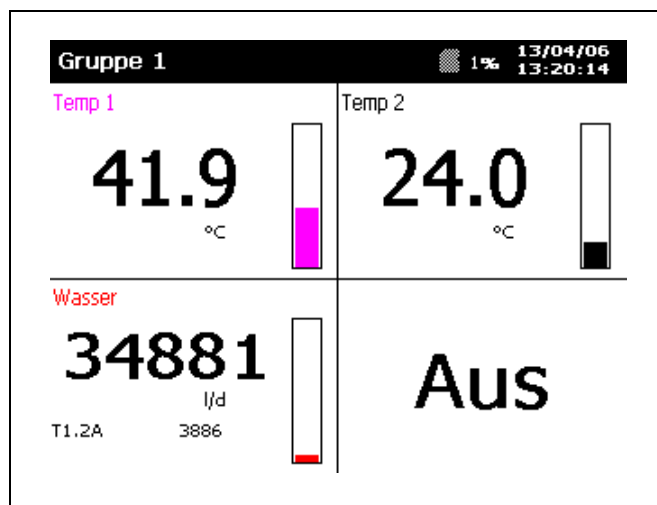 Gruppe 1 1% 13/04/06
13:20:14
Temp 1
41.9
°C
Temp 2
24.0
°C
Wasser
34881
l/d
T1.2A 3886
Aus